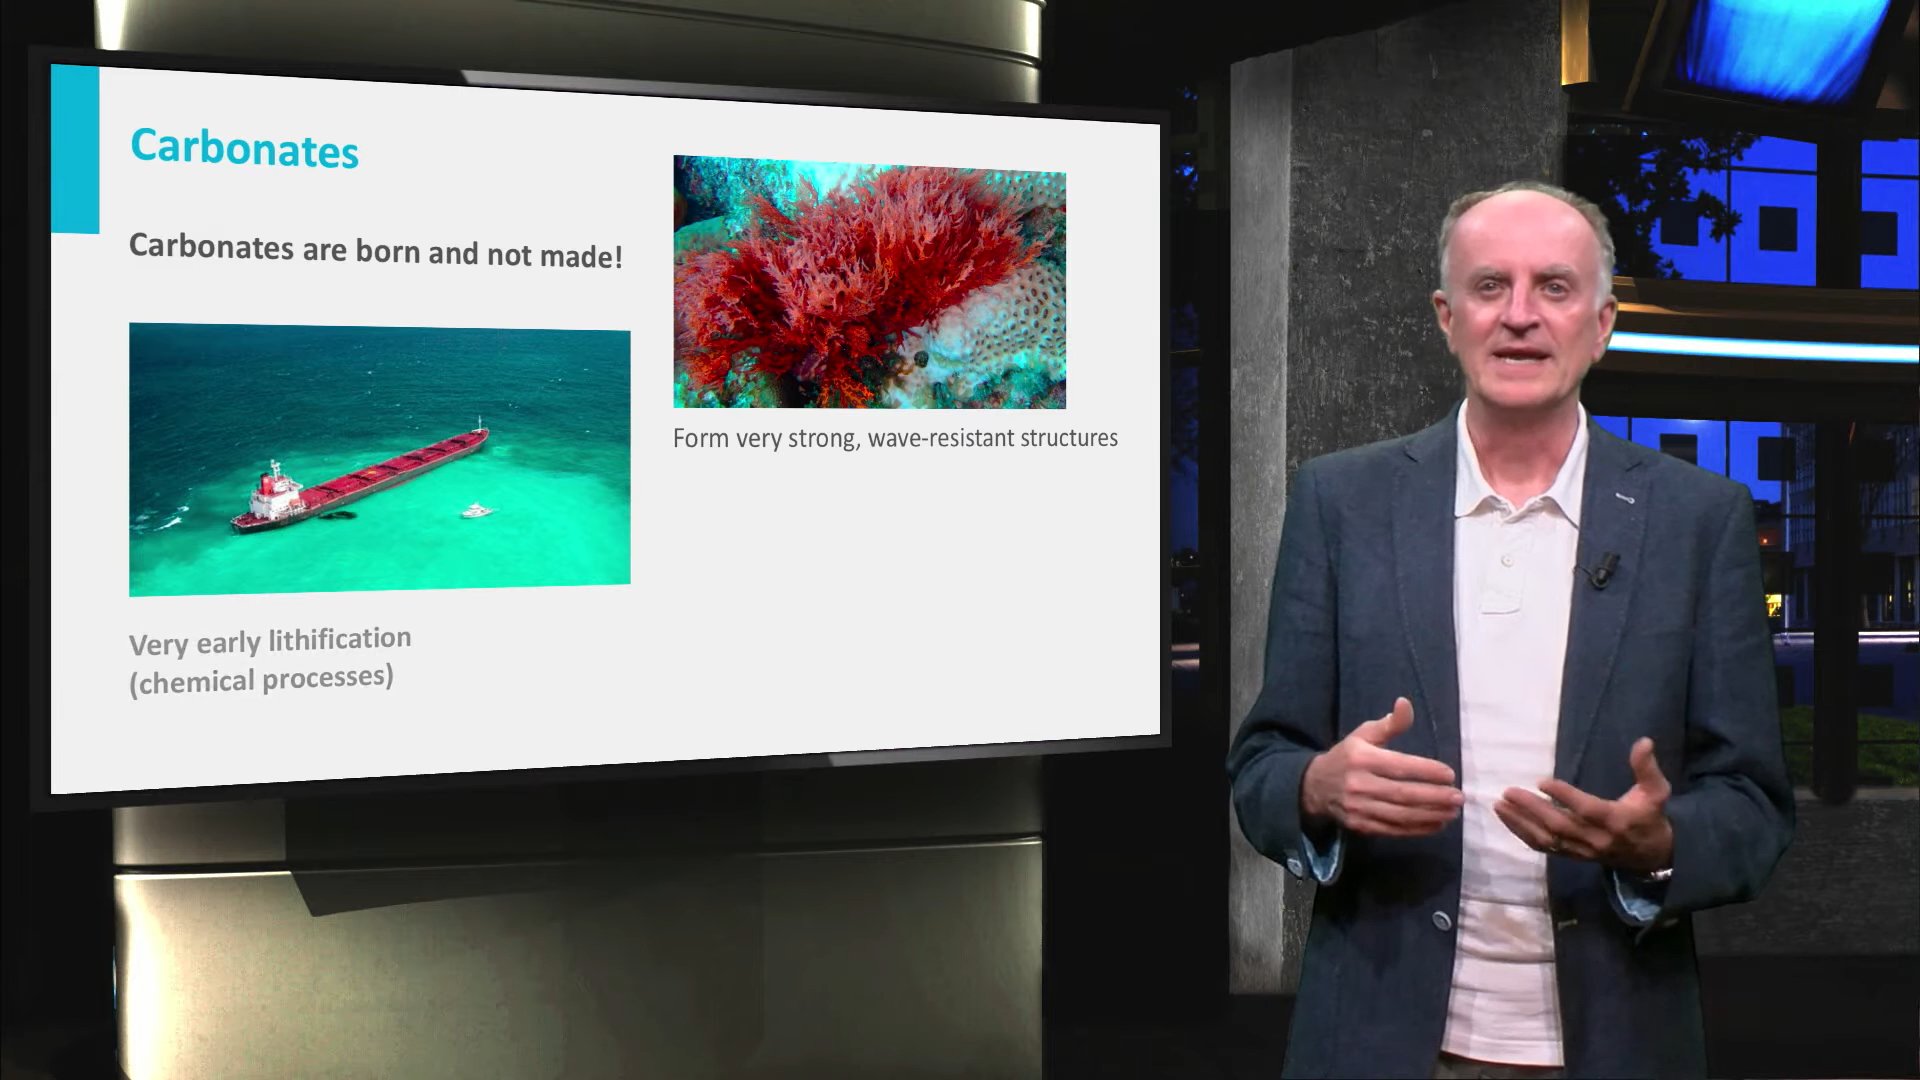 Carbonates
Carbonates are born and not made!
Form very strong, wave-resistant structures
Very early lithification
(chemical processes)